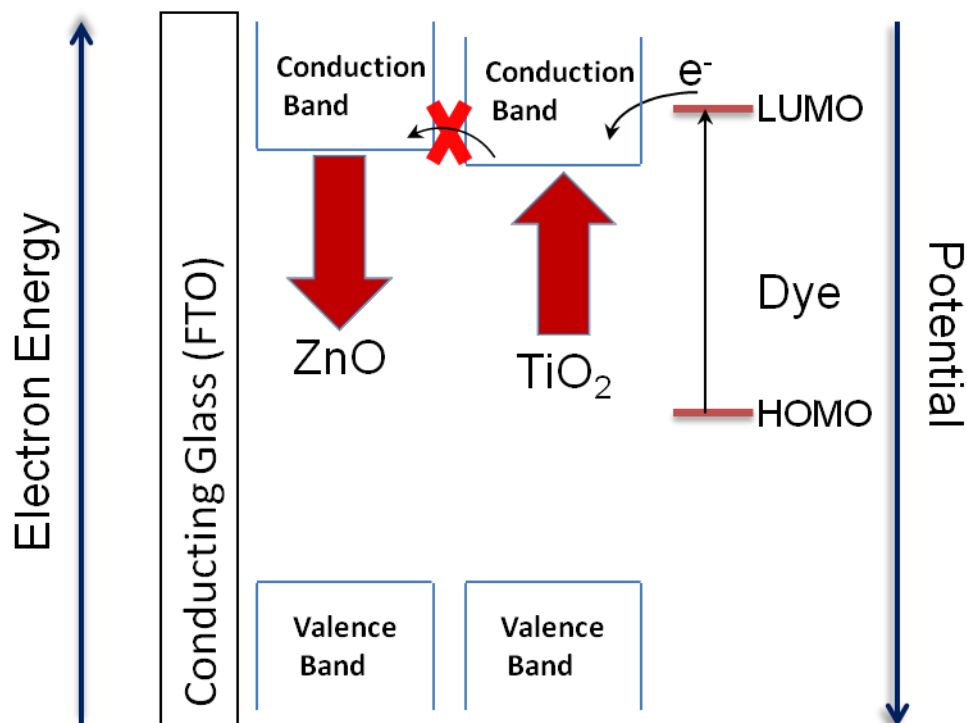 Electron Energy
Conducting Glass (FTO)
Conduction
Band
Conduction
Band
e⁻
LUMO
ZnO
TiO₂
Dye
HOMO
Potential
Valence
Band
Valence
Band